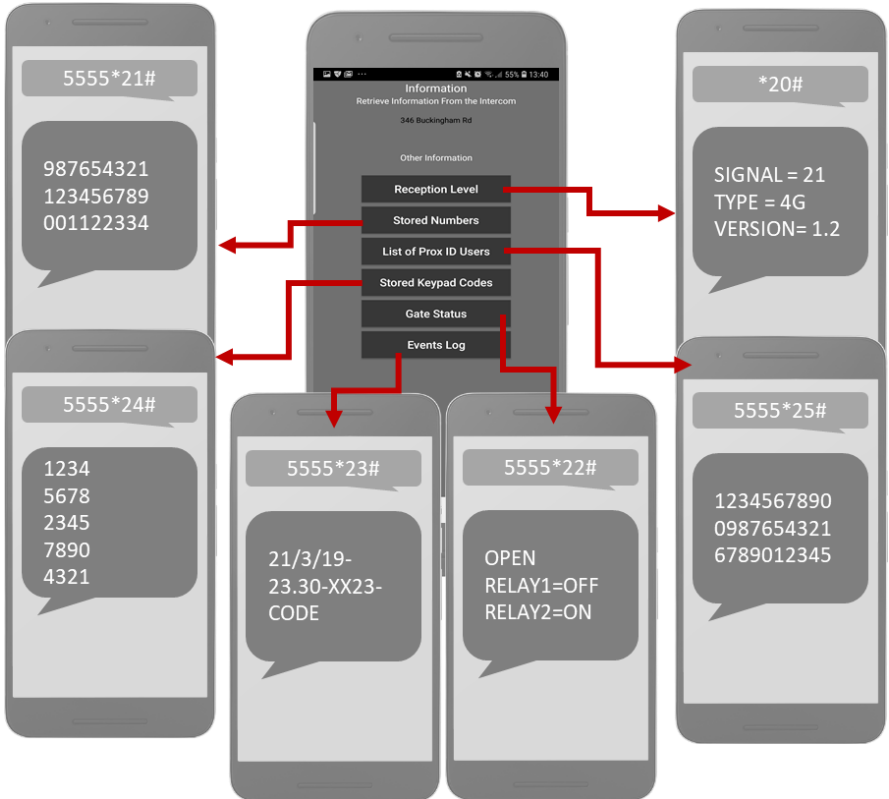 5555*21#
987654321
123456789
001122334
55% 13:40
Information
Retrieve Information From the Intercom
346 Buckingham Rd
Other Information
Reception Level
Stored Numbers
List of Prox ID Users
Stored Keypad Codes
Gate Status
Events Log
*20#
SIGNAL = 21
TYPE = 4G
VERSION= 1.2
5555*24#
1234
5678
2345
7890
4321
5555*23#
21/3/19-
23.30-XX23-
CODE
5555*22#
OPEN
RELAY1=OFF
RELAY2=ON
5555*25#
1234567890
0987654321
6789012345